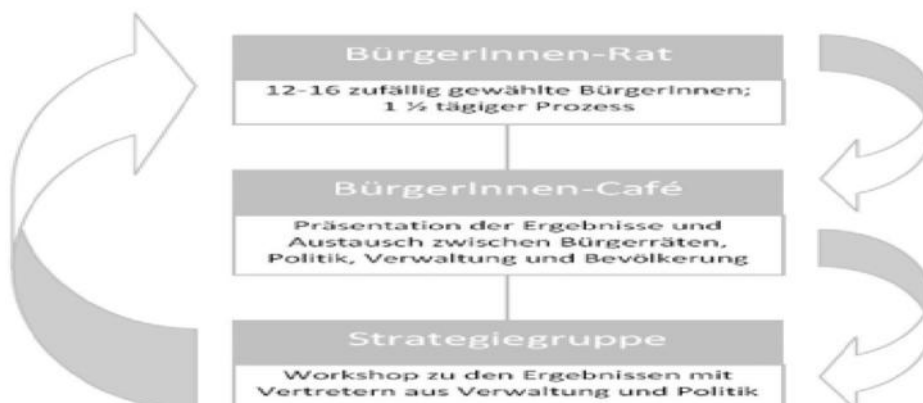 BürgerInnen-Rat
12-16 zufällig gewählte BürgerInnen;
1 ½ tägiger Prozess
BürgerInnen-Café
Präsentation der Ergebnisse und
Austausch zwischen Bürgerräten,
Politik, Verwaltung und Bevölkerung
Strategiegruppe
Workshop zu den Ergebnissen mit
Vertretern aus Verwaltung und Politik